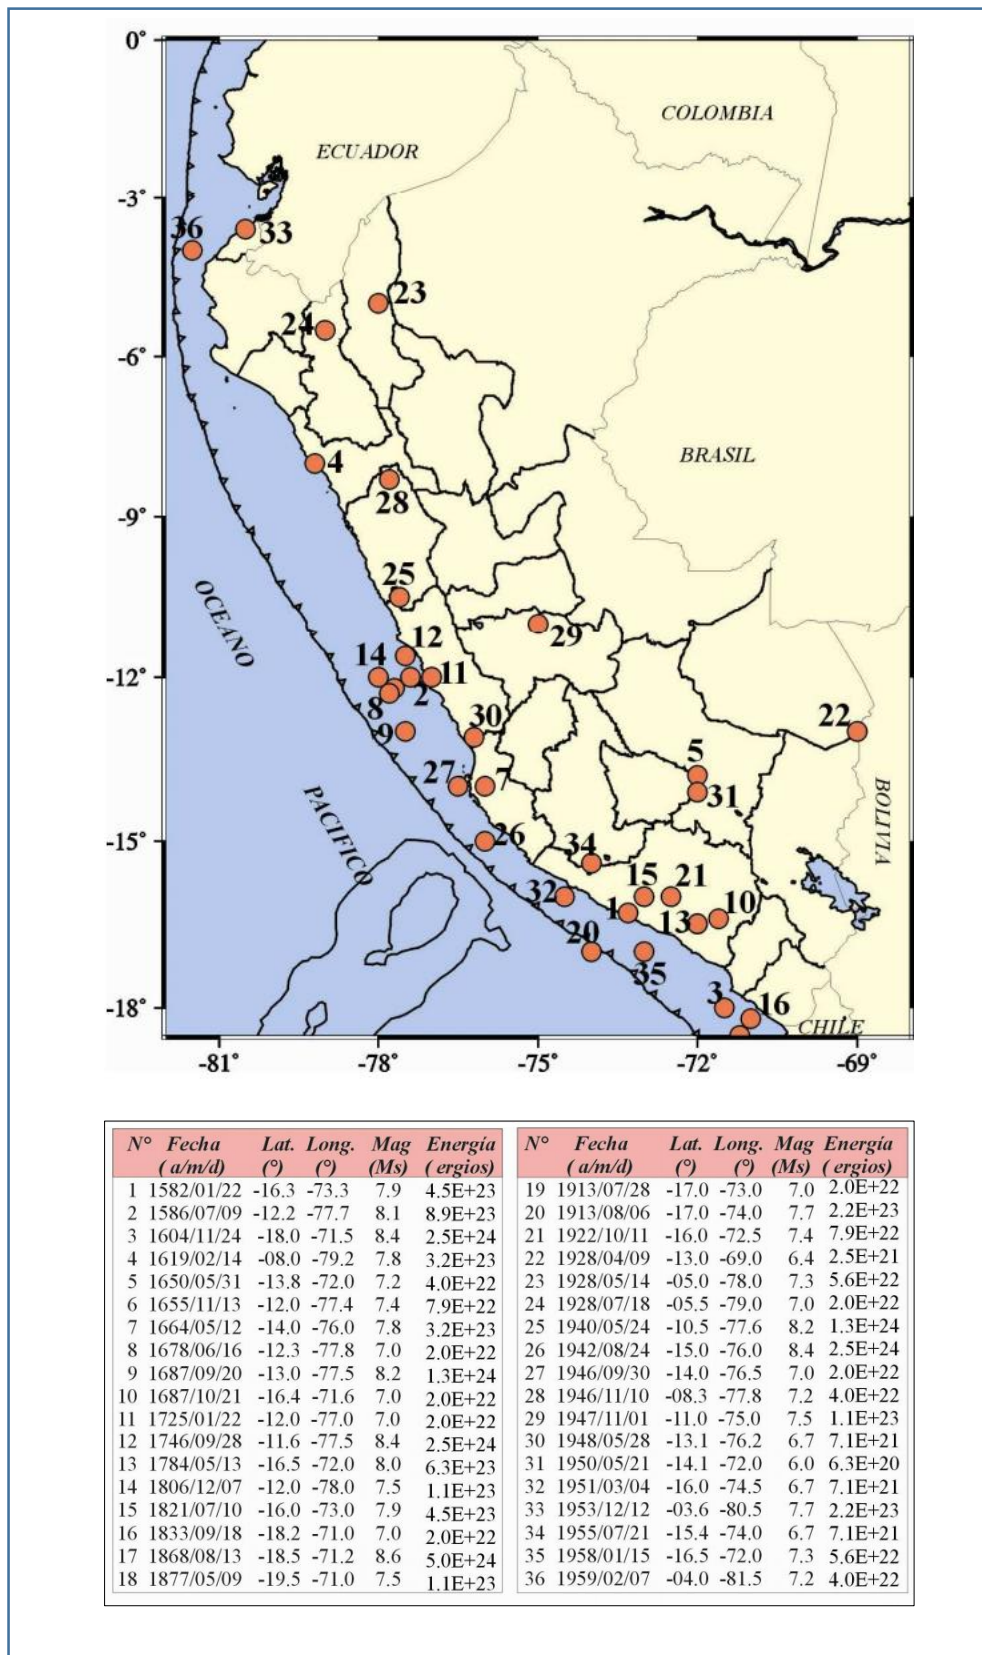 0°
COLOMBIA
ECUADOR
-3°
36
33
23
24
-6°
BRASIL
4
28
-9°
25
OCEANO
12
29
14
11
-12°
2
8
22
30
9
5
27
7
31
PACIFICO
BOLIVIA
26
-15°
34
15
21
32
1
13
10
20
35
3
16
-18°
CHILE
-81°
-78°
-75°
-72°
-69°
N° Fecha Lat. Long. Mag Energía
( a/m/d) (°) (°) (Ms) ( ergios)
1 1582/01/22 -16.3 -73.3 7.9 4.5E+23
2 1586/07/09 -12.2 -77.7 8.1 8.9E+23
3 1604/11/24 -18.0 -71.5 8.4 2.5E+24
4 1619/02/14 -08.0 -79.2 7.8 3.2E+23
5 1650/05/31 -13.8 -72.0 7.2 4.0E+22
6 1655/11/13 -12.0 -77.4 7.4 7.9E+22
7 1664/05/12 -14.0 -76.0 7.8 3.2E+23
8 1678/06/16 -12.3 -77.8 7.0 2.0E+22
9 1687/09/20 -13.0 -77.5 8.2 1.3E+24
10 1687/10/21 -16.4 -71.6 7.0 2.0E+22
11 1725/01/22 -12.0 -77.0 7.0 2.0E+22
12 1746/09/28 -11.6 -77.5 8.4 2.5E+24
13 1784/05/13 -16.5 -72.0 8.0 6.3E+23
14 1806/12/07 -12.0 -78.0 7.5 1.1E+23
15 1821/07/10 -16.0 -73.0 7.9 4.5E+23
16 1833/09/18 -18.2 -71.0 7.0 2.0E+22
17 1868/08/13 -18.5 -71.2 8.6 5.0E+24
18 1877/05/09 -19.5 -71.0 7.5 1.1E+23
N° Fecha Lat. Long. Mag Energía
( a/m/d) (°) (°) (Ms) ( ergios)
19 1913/07/28 -17.0 -73.0 7.0 2.0E+22
20 1913/08/06 -17.0 -74.0 7.7 2.2E+23
21 1922/10/11 -16.0 -72.5 7.4 7.9E+22
22 1928/04/09 -13.0 -69.0 6.4 2.5E+21
23 1928/05/14 -05.0 -78.0 7.3 5.6E+22
24 1928/07/18 -05.5 -79.0 7.0 2.0E+22
25 1940/05/24 -10.5 -77.6 8.2 1.3E+24
26 1942/08/24 -15.0 -76.0 8.4 2.5E+24
27 1946/09/30 -14.0 -76.5 7.0 2.0E+22
28 1946/11/10 -08.3 -77.8 7.2 4.0E+22
29 1947/11/01 -11.0 -75.0 7.5 1.1E+23
30 1948/05/28 -13.1 -76.2 6.7 7.1E+21
31 1950/05/21 -14.1 -72.0 6.0 6.3E+20
32 1951/03/04 -16.0 -74.5 6.7 7.1E+21
33 1953/12/12 -03.6 -80.5 7.7 2.2E+23
34 1955/07/21 -15.4 -74.0 6.7 7.1E+21
35 1958/01/15 -16.5 -72.0 7.3 5.6E+22
36 1959/02/07 -04.0 -81.5 7.2 4.0E+22